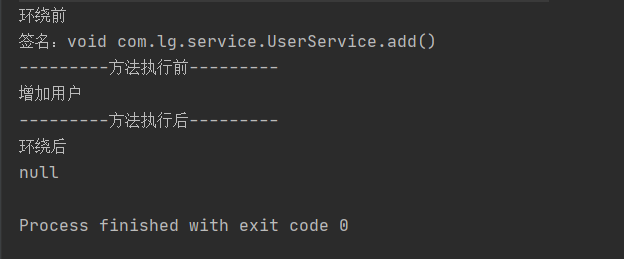 环绕前
签名：void com.lg.service.UserService.add()
---------方法执行前---------
增加用户
---------方法执行后---------
环绕后
null
Process finished with exit code 0